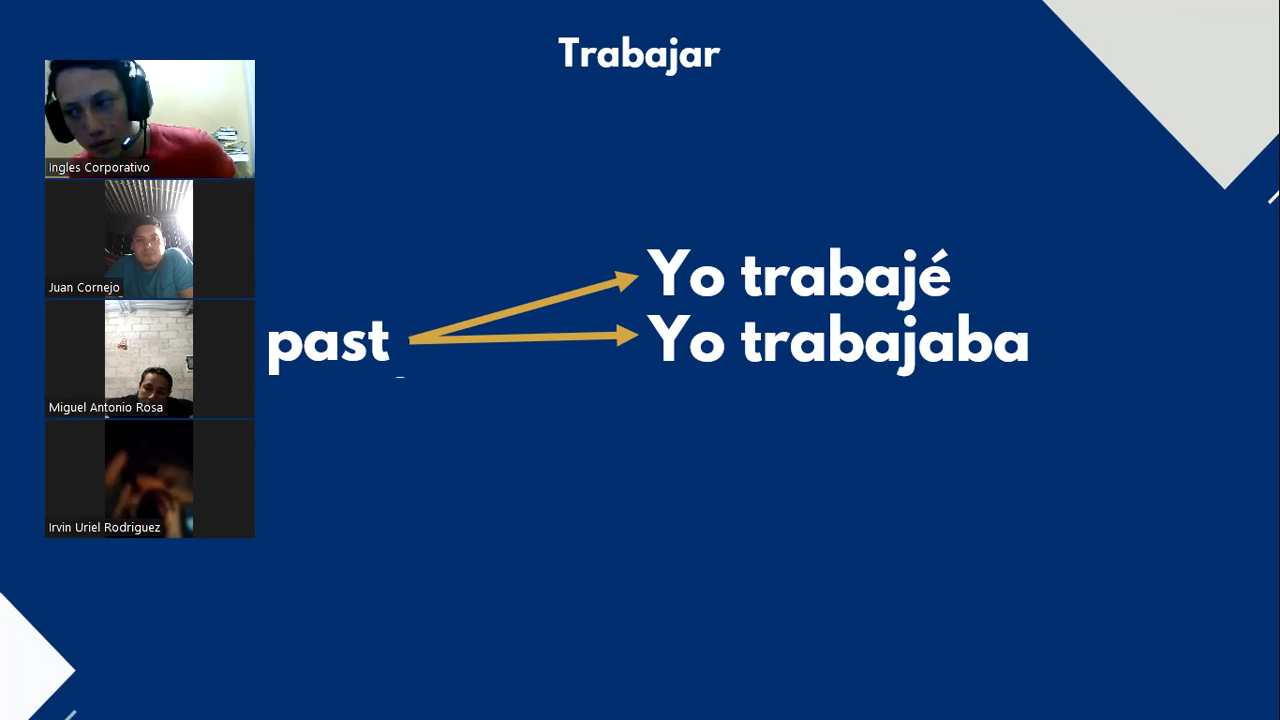 Trabajar
Ingles Corporativo
Juan Cornejo
Miguel Antonio Rosa
Irvin Uriel Rodriguez
past
Yo trabajé
Yo trabajaba